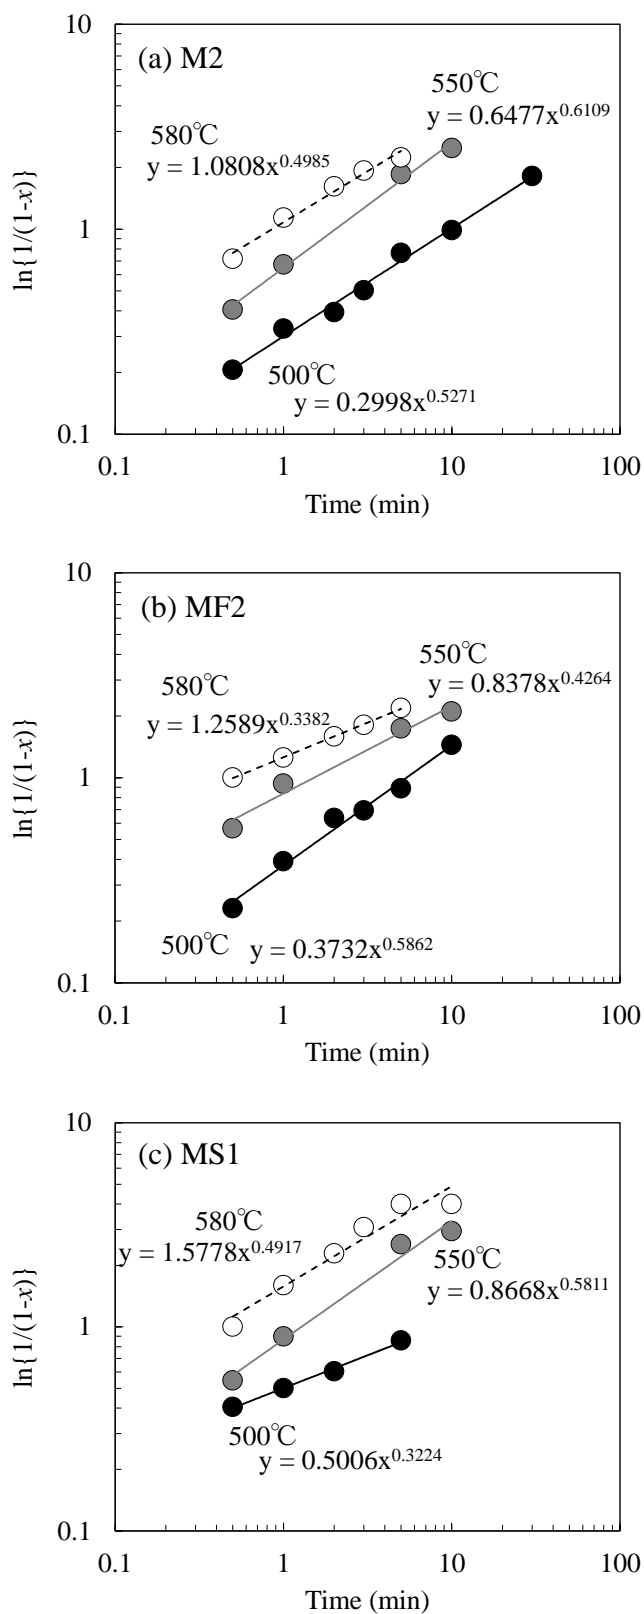 10
(a) M2
550℃
y = 0.6477x^0.6109
580℃
y = 1.0808x^0.4985
1
ln{1/(1-x)}
500℃
y = 0.2998x^0.5271
0.1
0.1 1 10 100
Time (min)
10
(b) MF2
550℃
y = 0.8378x^0.4264
580℃
y = 1.2589x^0.3382
1
ln{1/(1-x)}
500℃
y = 0.3732x^0.5862
0.1
0.1 1 10 100
Time (min)
10
(c) MS1
580℃
y = 1.5778x^0.4917
550℃
y = 0.8668x^0.5811
1
ln{1/(1-x)}
500℃
y = 0.5006x^0.3224
0.1
0.1 1 10 100
Time (min)